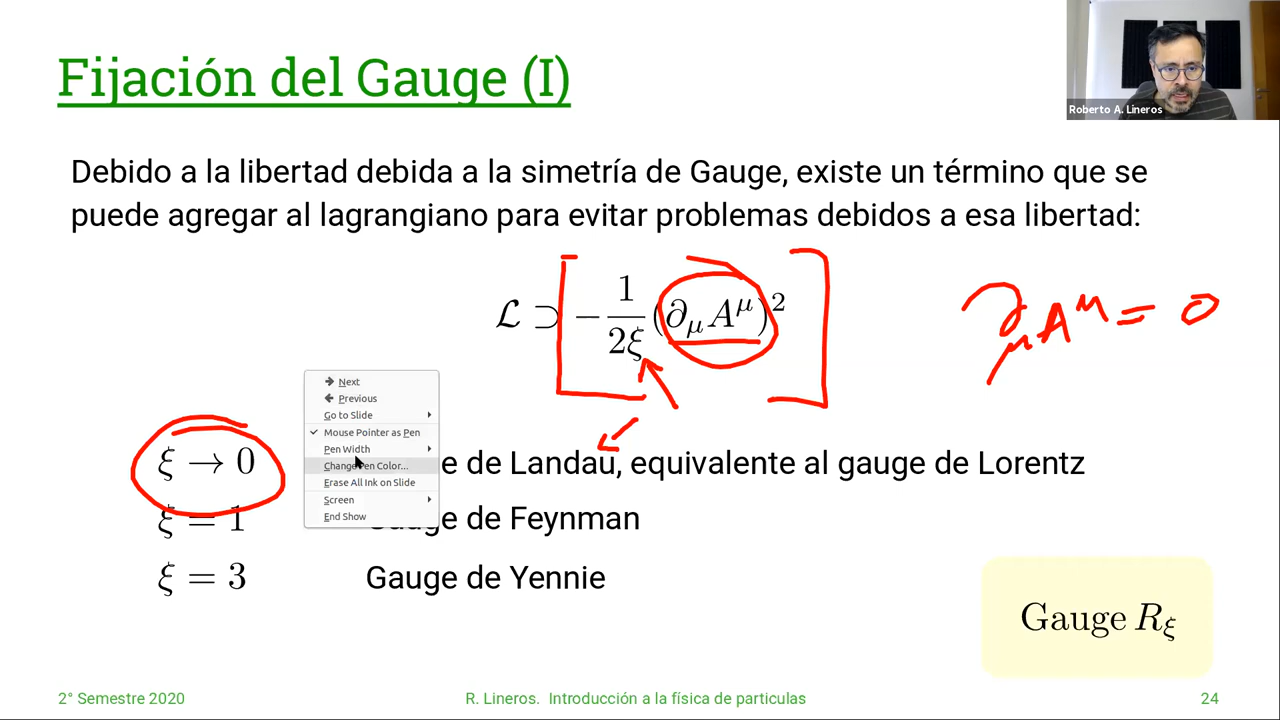 Fijación del Gauge (I)
Roberto A. Lineros
Debido a la libertad debida a la simetría de Gauge, existe un término que se
puede agregar al lagrangiano para evitar problemas debidos a esa libertad:
ℒ ⊃ − 1/2ξ (∂_μ A^μ)²
∂_μ A^μ = 0
Next
Previous
Go to Slide
Mouse Pointer as Pen
Pen Width
Change Pen Color...
Erase All Ink on Slide
Screen
End Show
ξ → 0 e de Landau, equivalente al gauge de Lorentz
ξ = 1 Gauge de Feynman
ξ = 3 Gauge de Yennie
Gauge R_ξ
2° Semestre 2020
R. Lineros. Introducción a la física de particulas
24